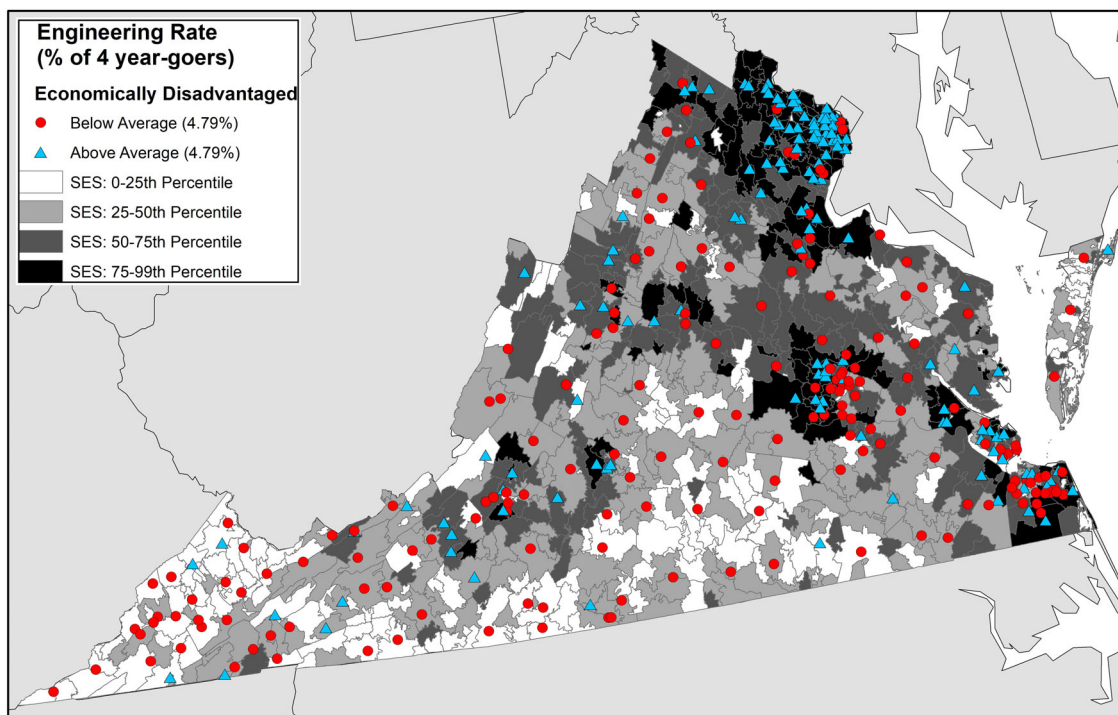 Engineering Rate
(% of 4 year-goers)
Economically Disadvantaged
Below Average (4.79%)
Above Average (4.79%)
SES: 0-25th Percentile
SES: 25-50th Percentile
SES: 50-75th Percentile
SES: 75-99th Percentile